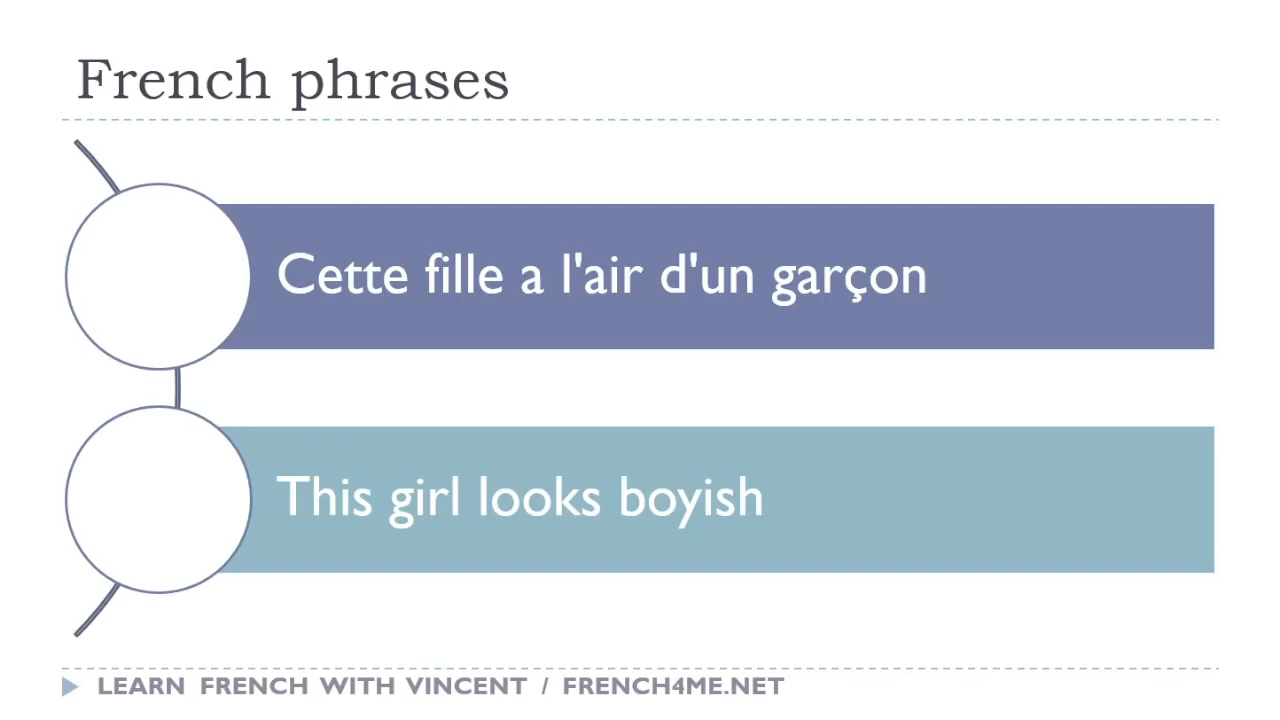 French phrases
Cette fille a l'air d'un garçon
This girl looks boyish
LEARN FRENCH WITH VINCENT / FRENCH4ME.NET